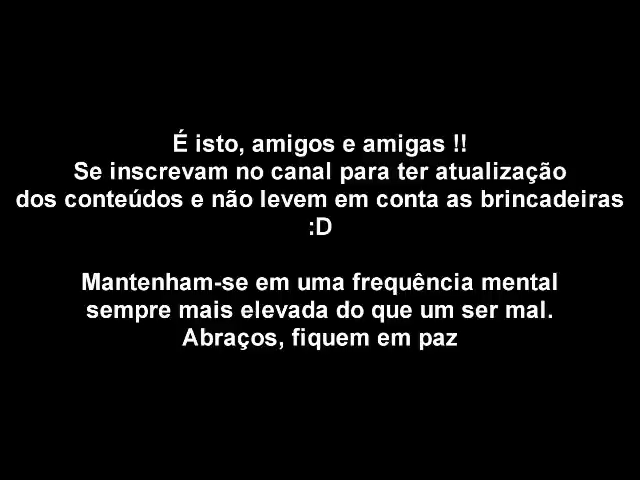 É isto, amigos e amigas !!
Se inscrevam no canal para ter atualização
dos conteúdos e não levem em conta as brincadeiras
:D
Mantenham-se em uma frequência mental
sempre mais elevada do que um ser mal.
Abraços, fiquem em paz